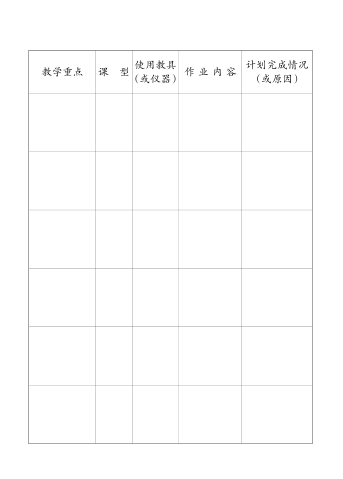 教学重点
课 型
使用教具
（或仪器）
作 业 内 容
计划完成情况
（或原因）